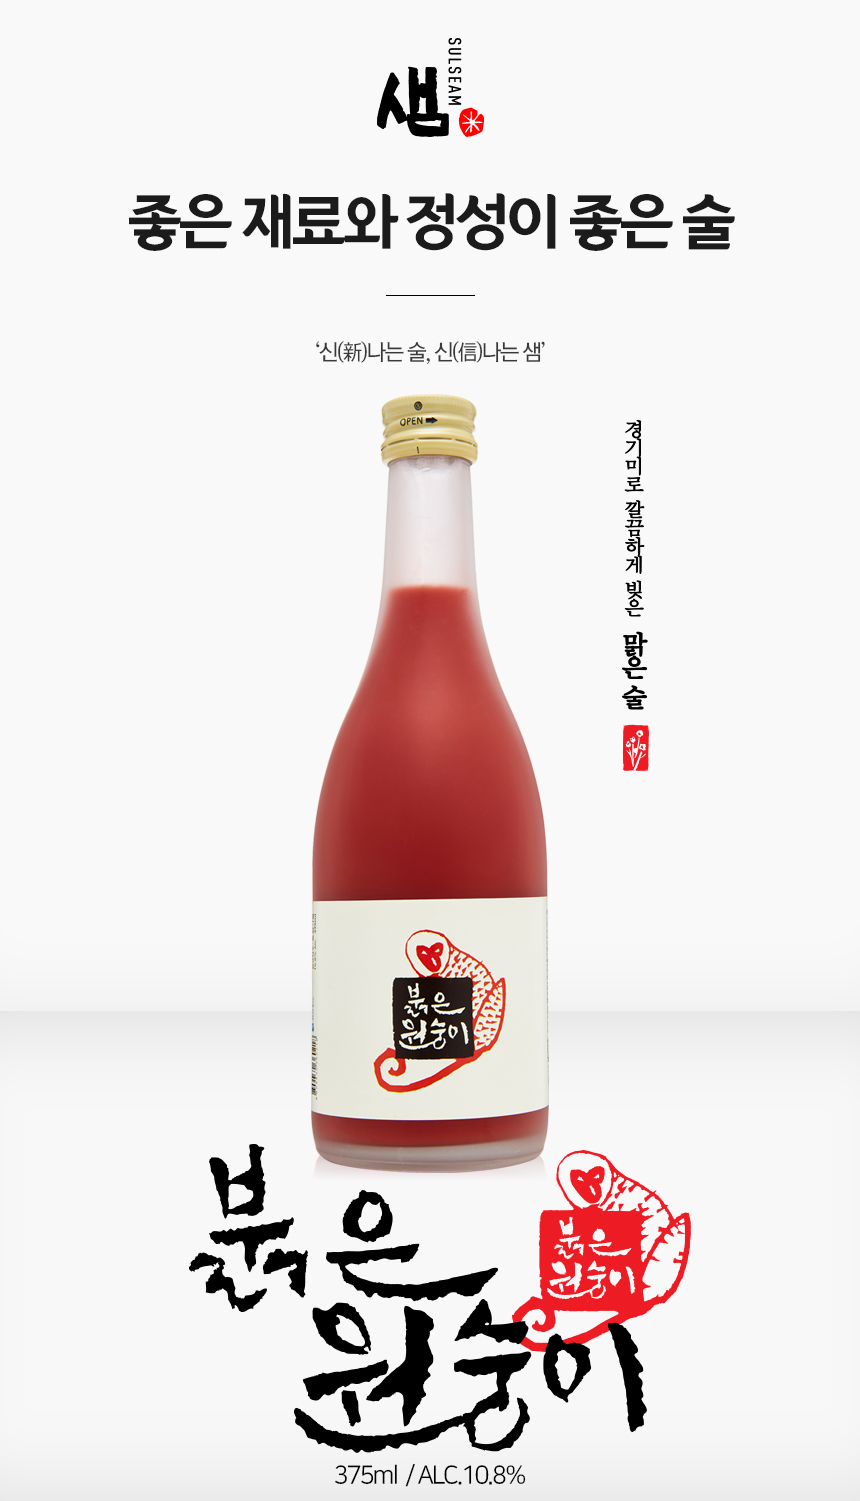 SULSEAM
샘
좋은 재료와 정성이 좋은 술
‘신(新)나는 술, 신(信)나는 샘’
OPEN
경기미로 깔끔하게 빚은 맑은 술
붉은
원숭이
붉은
원숭이
붉은
원숭이
375ml / ALC.10.8%